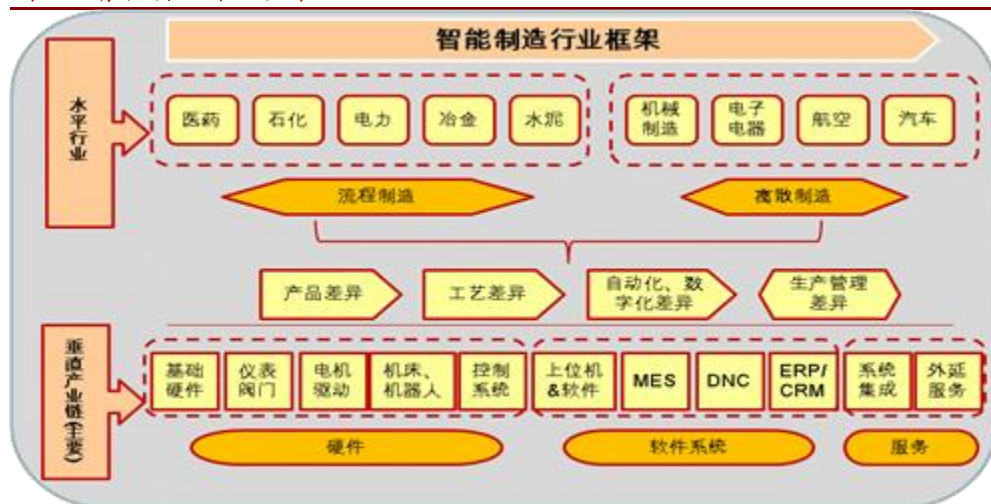 智能制造行业框架
水平行业
医药
石化
电力
冶金
水泥
机械
制造
电子
电器
航空
汽车
流程制造
离散制造
产品差异
工艺差异
自动化、数
字化差异
生产管理
差异
垂直产业链(主要)
基础
硬件
仪表
阀门
电机
驱动
机床、
机器人
控制
系统
上位机
&软件
MES
DNC
ERP/
CRM
系统
集成
外延
服务
硬件
软件系统
服务